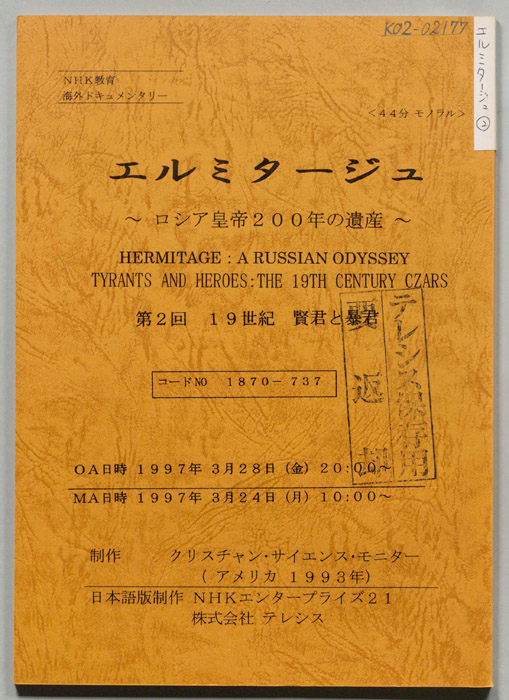 K02-02177
エルミタージュ②
NHK教育
海外ドキュメンタリー
<44分 モノラル>
エルミタージュ
~ ロシア皇帝200年の遺産 ~
HERMITAGE : A RUSSIAN ODYSSEY
TYRANTS AND HEROES:THE 19TH CENTURY CZARS
第2回 19世紀 賢君と暴君
コードNO 1870-737
テレシス保存用
要返却
OA日時 1997年 3月28日 (金) 20:00~
MA日時 1997年 3月24日 (月) 10:00~
制作 クリスチャン・サイエンス・モニター
( アメリカ 1993年)
日本語版制作 NHKエンタープライズ21
株式会社 テレシス